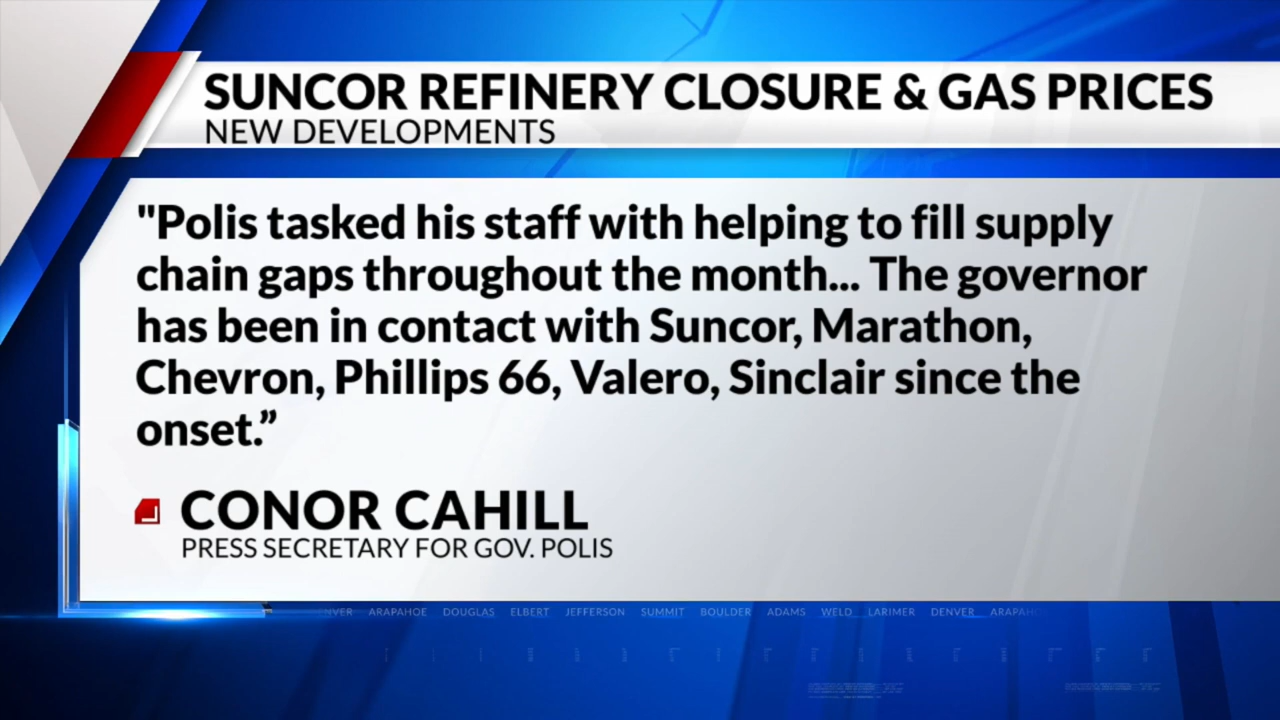 SUNCOR REFINERY CLOSURE & GAS PRICES
NEW DEVELOPMENTS
"Polis tasked his staff with helping to fill supply
chain gaps throughout the month... The governor
has been in contact with Suncor, Marathon,
Chevron, Phillips 66, Valero, Sinclair since the
onset.”
CONOR CAHILL
PRESS SECRETARY FOR GOV. POLIS
ARAPAHOE DOUGLAS ELBERT JEFFERSON SUMMIT BOULDER ADAMS WELD LARIMER DENVER